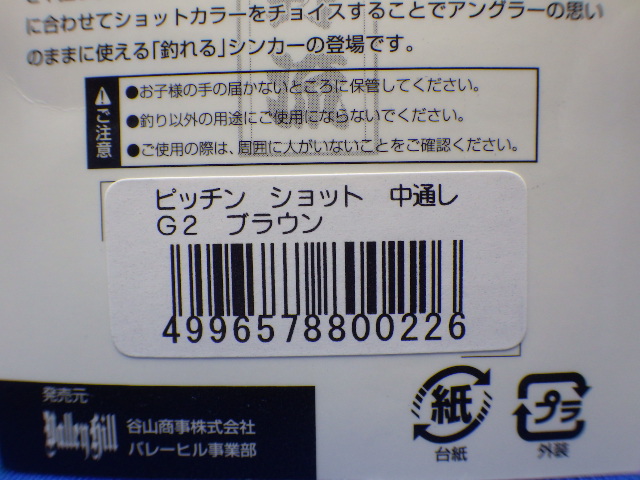 に合わせてショットカラーをチョイスすることでアングラーの思い
のままに使える「釣れる」シンカーの登場です。
ご注意
●お子様の手の届かないところに保管してください。
●釣り以外の用途にご使用にならないでください。
●ご使用の際は、周囲に人がいないことをご確認ください。
ピッチン ショット 中通し
G2 ブラウン
4996578800226
発売元
Valley Hill
谷山商事株式会社
バレーヒル事業部
紙
台紙
プラ
外装